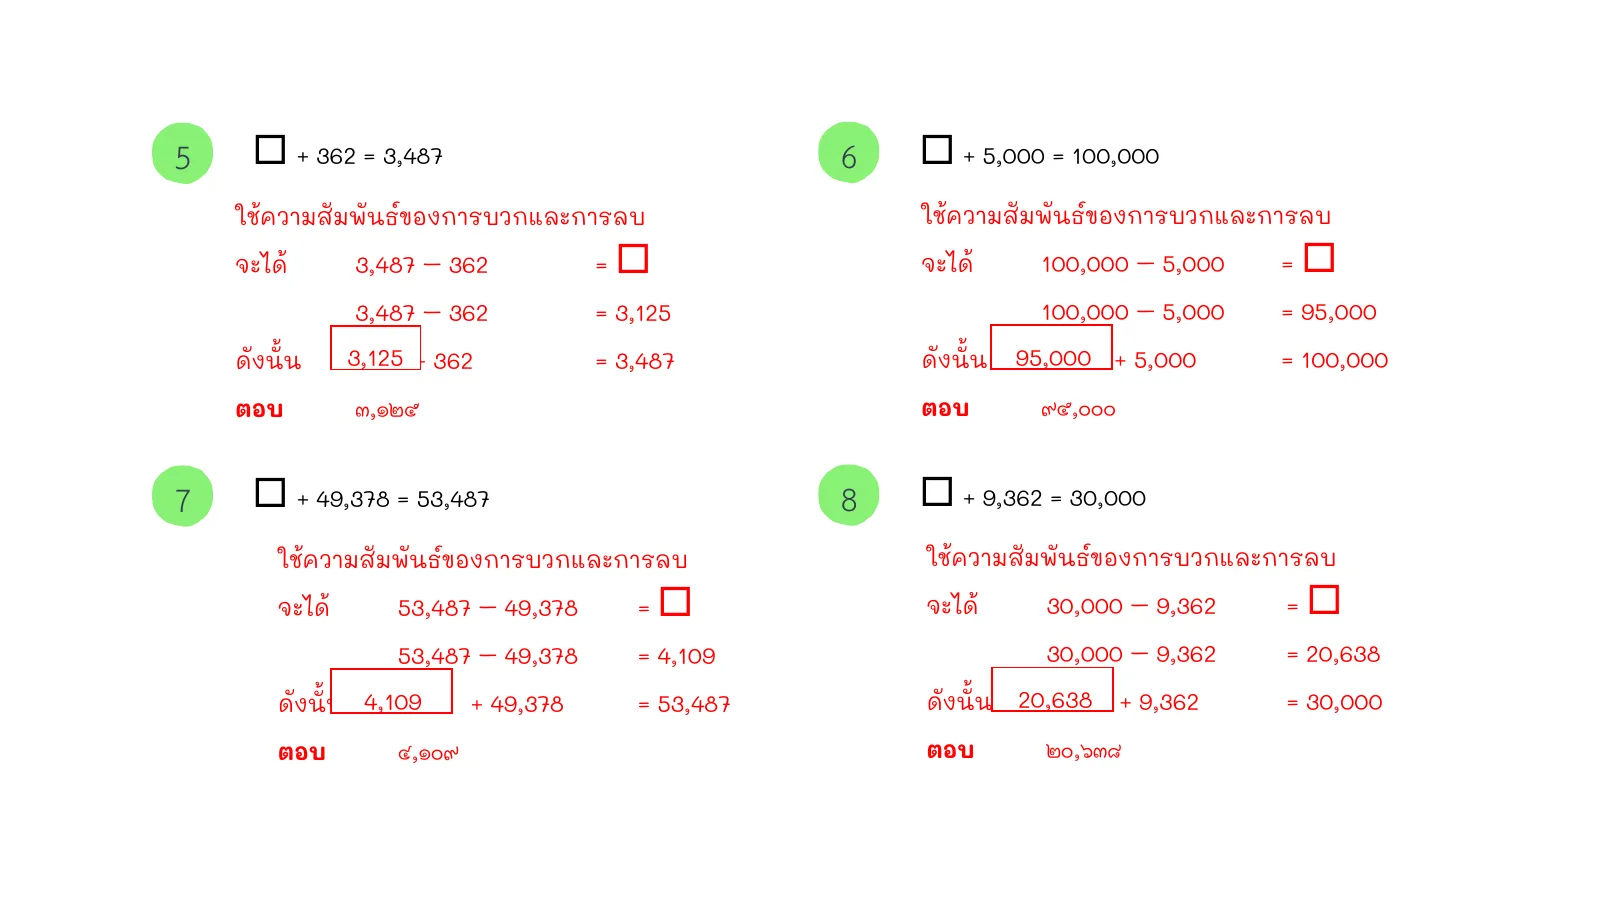 5 □ + 362 = 3,487
ใช้ความสัมพันธ์ของการบวกและการลบ
จะได้ 3,487 – 362 = □
3,487 – 362 = 3,125
ดังนั้น 3,125 - 362 = 3,487
ตอบ ๓,๑๒๕
6 □ + 5,000 = 100,000
ใช้ความสัมพันธ์ของการบวกและการลบ
จะได้ 100,000 – 5,000 = □
100,000 – 5,000 = 95,000
ดังนั้น 95,000 + 5,000 = 100,000
ตอบ ๙๕,๐๐๐
7 □ + 49,378 = 53,487
ใช้ความสัมพันธ์ของการบวกและการลบ
จะได้ 53,487 – 49,378 = □
53,487 – 49,378 = 4,109
ดังนั้น 4,109 + 49,378 = 53,487
ตอบ ๔,๑๐๙
8 □ + 9,362 = 30,000
ใช้ความสัมพันธ์ของการบวกและการลบ
จะได้ 30,000 – 9,362 = □
30,000 – 9,362 = 20,638
ดังนั้น 20,638 + 9,362 = 30,000
ตอบ ๒๐,๖๓๘